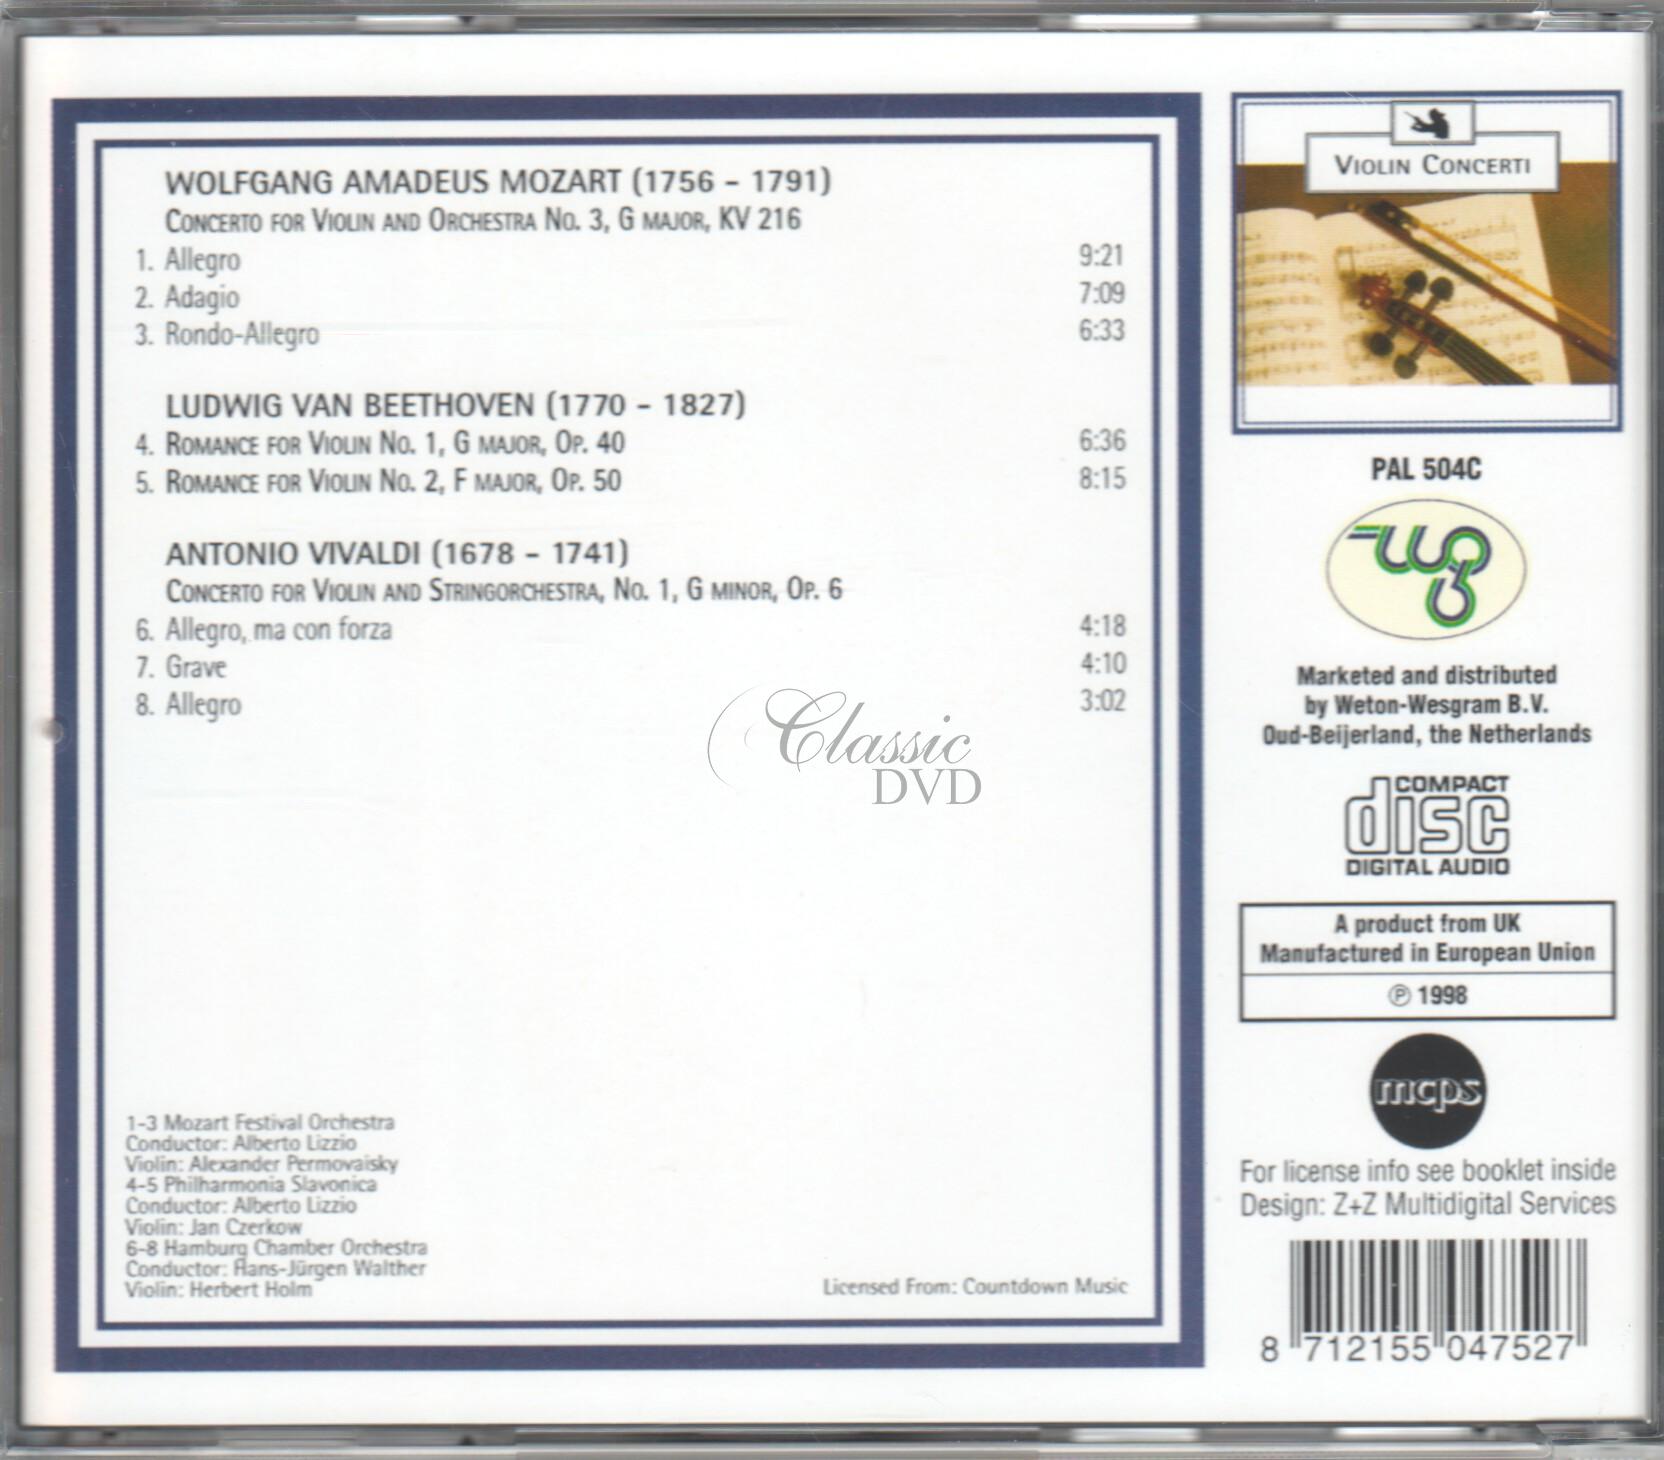 WOLFGANG AMADEUS MOZART (1756 - 1791)
CONCERTO FOR VIOLIN AND ORCHESTRA NO. 3, G MAJOR, KV 216
1. Allegro 9:21
2. Adagio 7:09
3. Rondo-Allegro 6:33
LUDWIG VAN BEETHOVEN (1770 - 1827)
4. ROMANCE FOR VIOLIN NO. 1, G MAJOR, OP. 40 6:36
5. ROMANCE FOR VIOLIN NO. 2, F MAJOR, OP. 50 8:15
ANTONIO VIVALDI (1678 - 1741)
CONCERTO FOR VIOLIN AND STRINGORCHESTRA, NO. 1, G MINOR, OP. 6
6. Allegro, ma con forza 4:18
7. Grave 4:10
8. Allegro 3:02
Classic
DVD
1-3 Mozart Festival Orchestra
Conductor: Alberto Lizzio
Violin: Alexander Permovaisky
4-5 Philharmonia Slavonica
Conductor: Alberto Lizzio
Violin: Jan Czerkow
6-8 Hamburg Chamber Orchestra
Conductor: Hans-Jürgen Walther
Violin: Herbert Holm
Licensed From: Countdown Music
VIOLIN CONCERTI
PAL 504C
Marketed and distributed
by Weton-Wesgram B.V.
Oud-Beijerland, the Netherlands
COMPACT
disc
DIGITAL AUDIO
A product from UK
Manufactured in European Union
℗ 1998
mcps
For license info see booklet inside
Design: Z+Z Multidigital Services
8 712155 047527